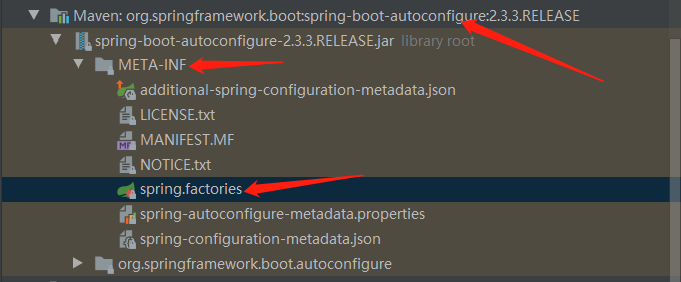 Maven: org.springframework.boot:spring-boot-autoconfigure:2.3.3.RELEASE
spring-boot-autoconfigure-2.3.3.RELEASE.jar library root
META-INF
additional-spring-configuration-metadata.json
LICENSE.txt
MANIFEST.MF
NOTICE.txt
spring.factories
spring-autoconfigure-metadata.properties
spring-configuration-metadata.json
org.springframework.boot.autoconfigure